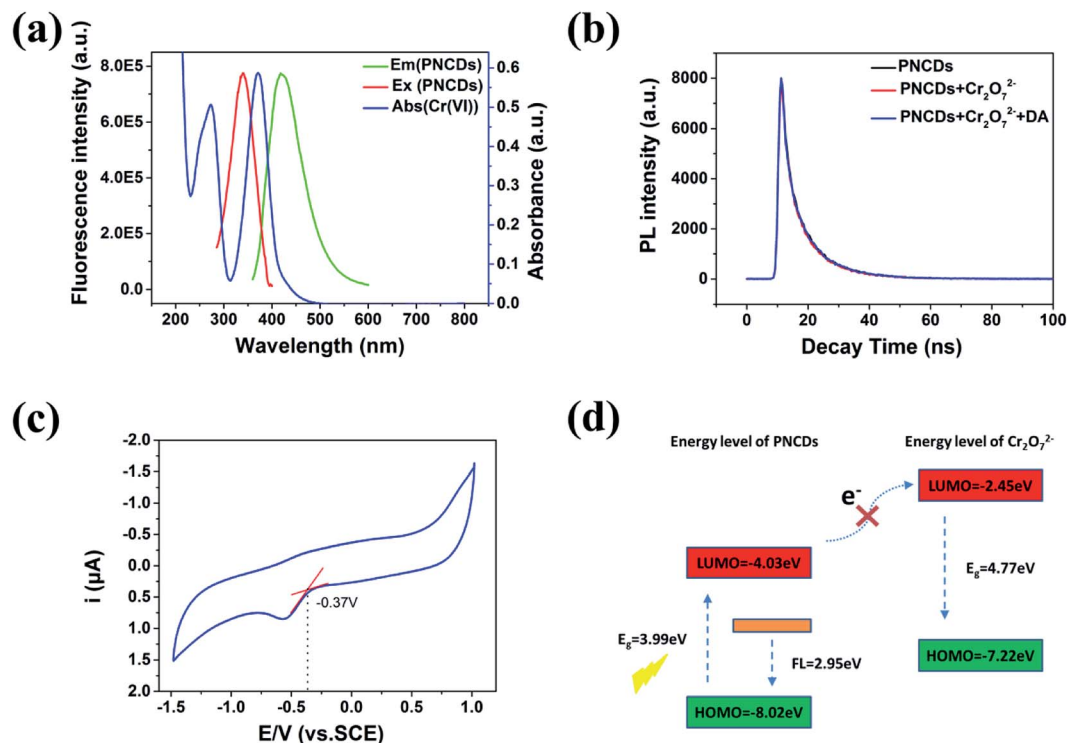 (a)
Fluorescence intensity (a.u.)
8.0E5
6.0E5
4.0E5
2.0E5
0.0
Em(PNCDs)
Ex (PNCDs)
Abs(Cr(VI))
0.6
0.5
0.4
0.3
0.2
0.1
0.0
Absorbance (a.u.)
200 300 400 500 600 700 800
Wavelength (nm)
(b)
PL intensity (a.u.)
8000
6000
4000
2000
0
PNCDs
PNCDs+Cr₂O₇²⁻
PNCDs+Cr₂O₇²⁻+DA
0 20 40 60 80 100
Decay Time (ns)
(c)
i (µA)
-2.0
-1.5
-1.0
-0.5
0.0
0.5
1.0
1.5
2.0
-0.37V
-1.5 -1.0 -0.5 0.0 0.5 1.0
E/V (vs.SCE)
(d)
Energy level of PNCDs
Energy level of Cr₂O₇²⁻
LUMO=-2.45eV
e⁻
LUMO=-4.03eV
E_g=4.77eV
E_g=3.99eV
FL=2.95eV
HOMO=-7.22eV
HOMO=-8.02eV